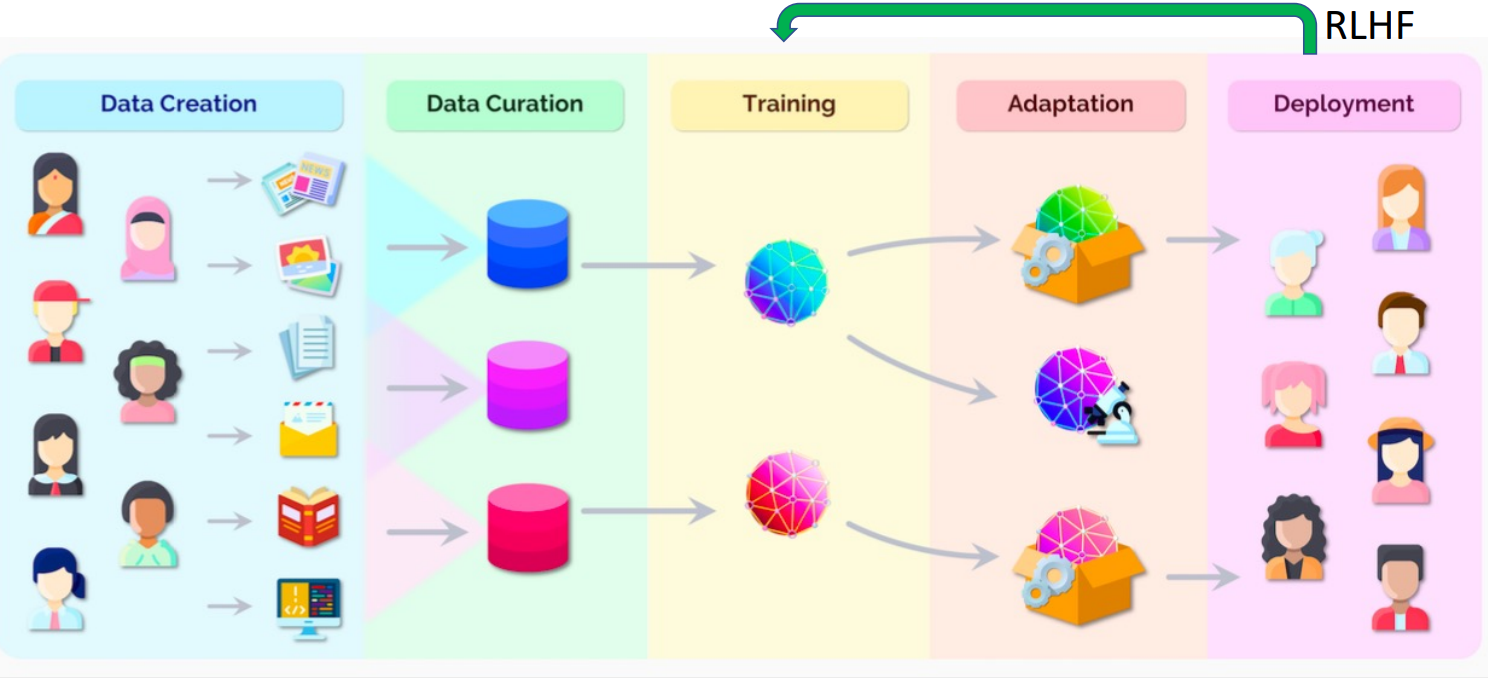 RLHF
Data Creation
Data Curation
Training
Adaptation
Deployment
NEWS